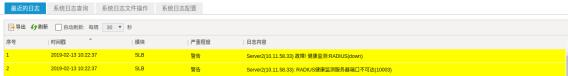 最近的日志 系统日志查询 系统日志文件操作 系统日志配置
导出 刷新 自动刷新: 每隔 30 秒
序号 时间戳 模块 严重程度 日志内容
1 2019-02-13 10:22:37 SLB 警告 Server2(10.11.58.33) 故障! 健康监测:RADIUS(down)
2 2019-02-13 10:22:37 SLB 警告 Server2(10.11.58.33): RADIUS健康监测服务器端口不可达(10003)